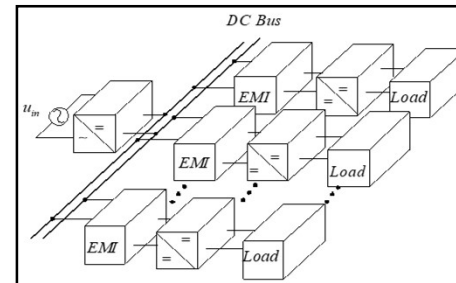 DC Bus
u_in
~ =
EMI
= =
Load
EMI
= =
Load
EMI
= =
Load